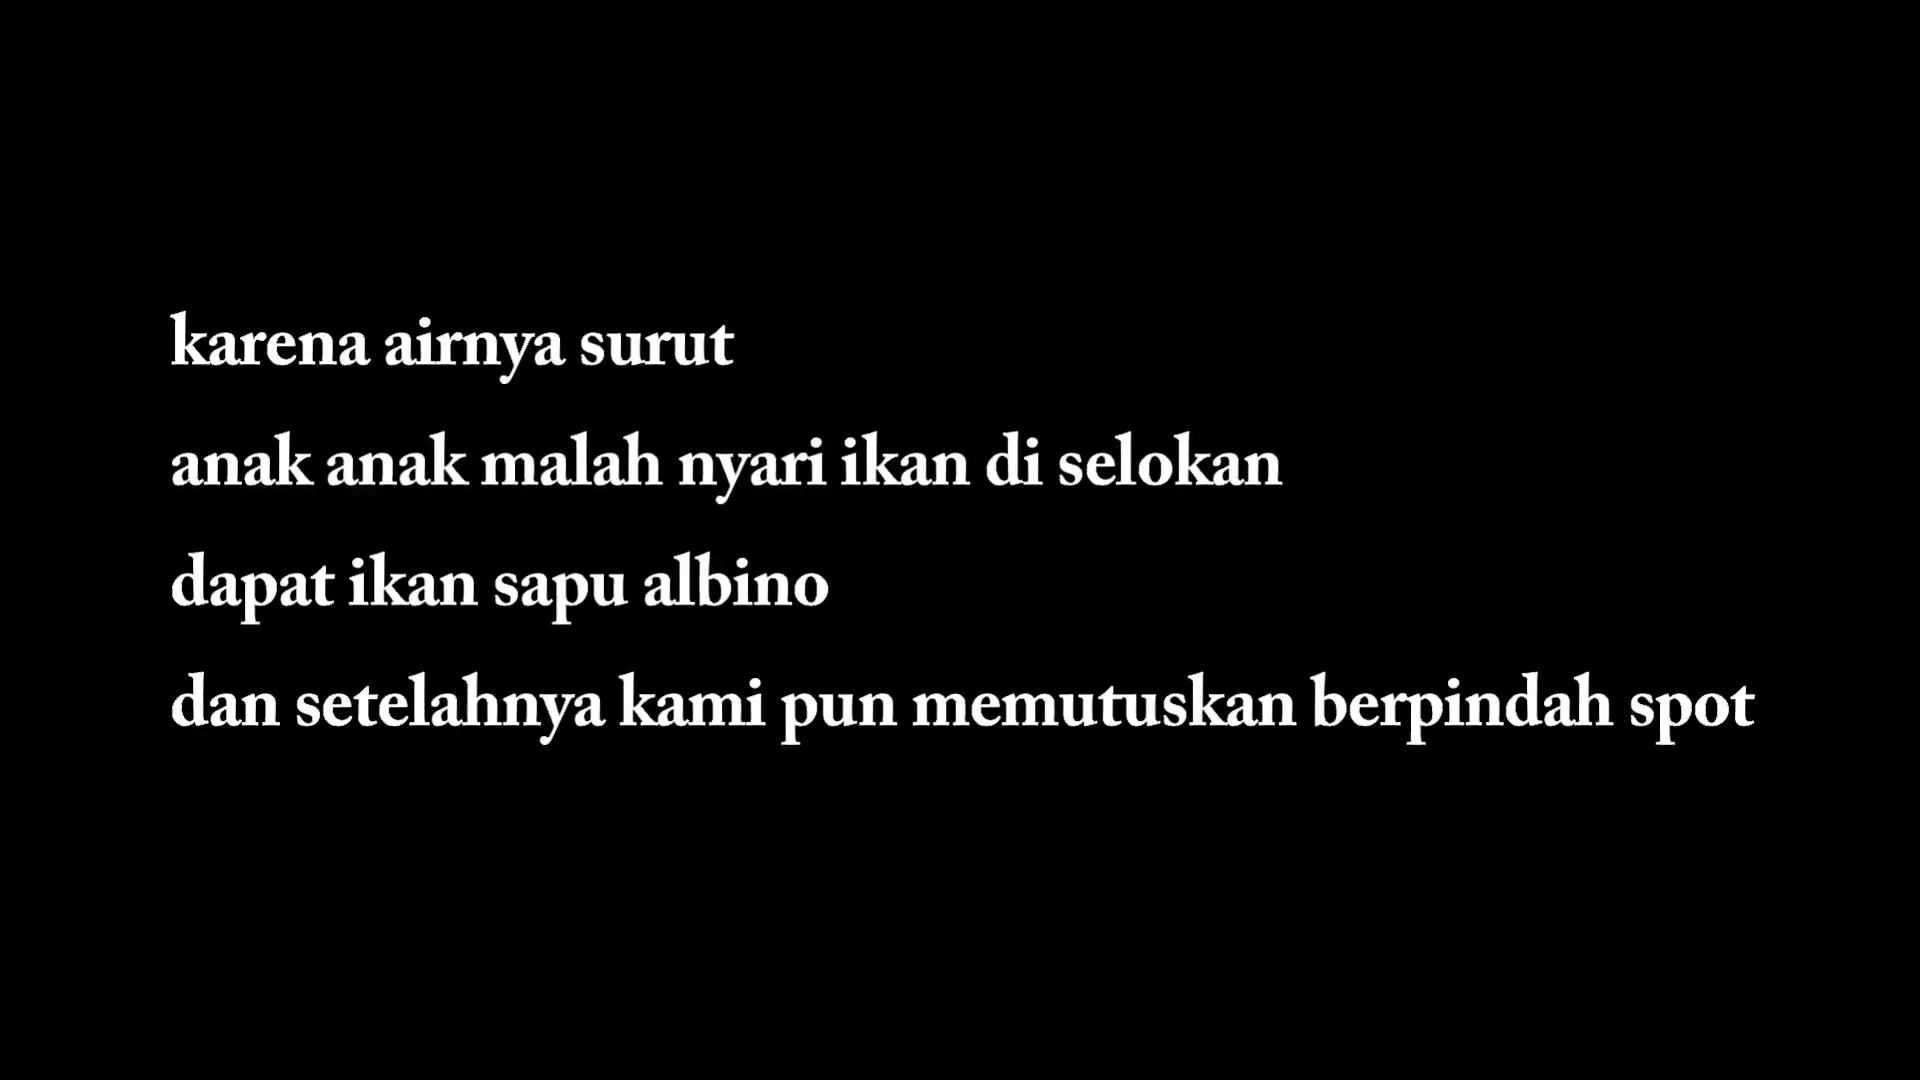 karena airnya surut
anak anak malah nyari ikan di selokan
dapat ikan sapu albino
dan setelahnya kami pun memutuskan berpindah spot